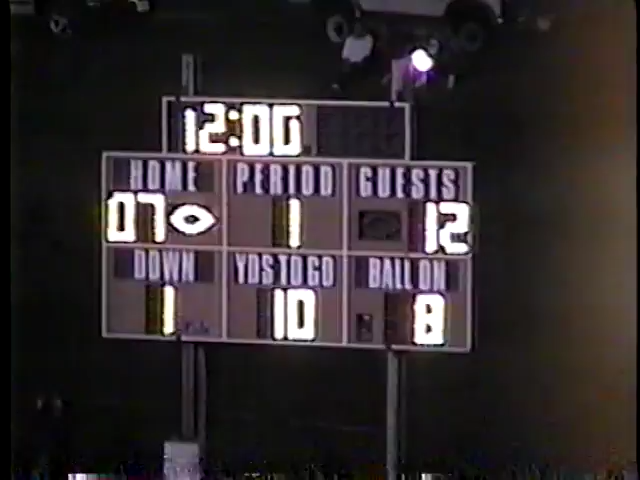 12:00
HOME PERIOD GUESTS
07 1 12
DOWN YDS TO GO BALL ON
1 10 8